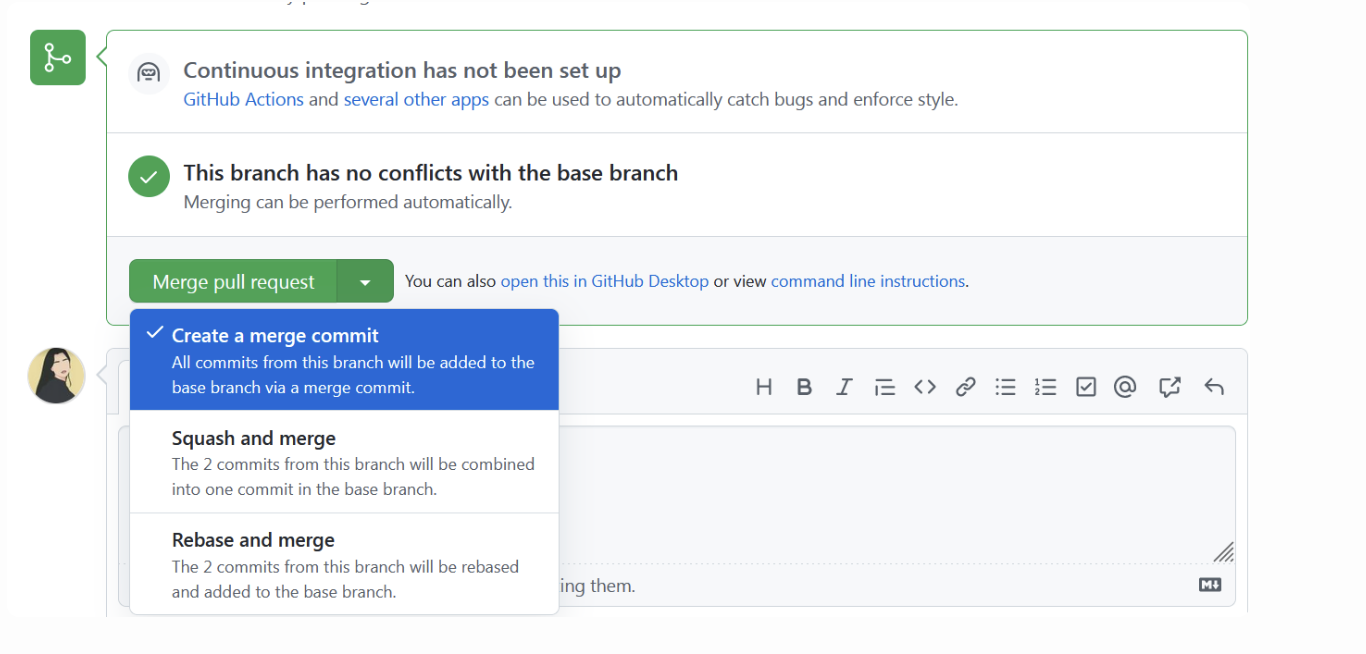 Continuous integration has not been set up
GitHub Actions and several other apps can be used to automatically catch bugs and enforce style.
This branch has no conflicts with the base branch
Merging can be performed automatically.
Merge pull request
You can also open this in GitHub Desktop or view command line instructions.
Create a merge commit
All commits from this branch will be added to the
base branch via a merge commit.
Squash and merge
The 2 commits from this branch will be combined
into one commit in the base branch.
Rebase and merge
The 2 commits from this branch will be rebased
and added to the base branch.
ing them.